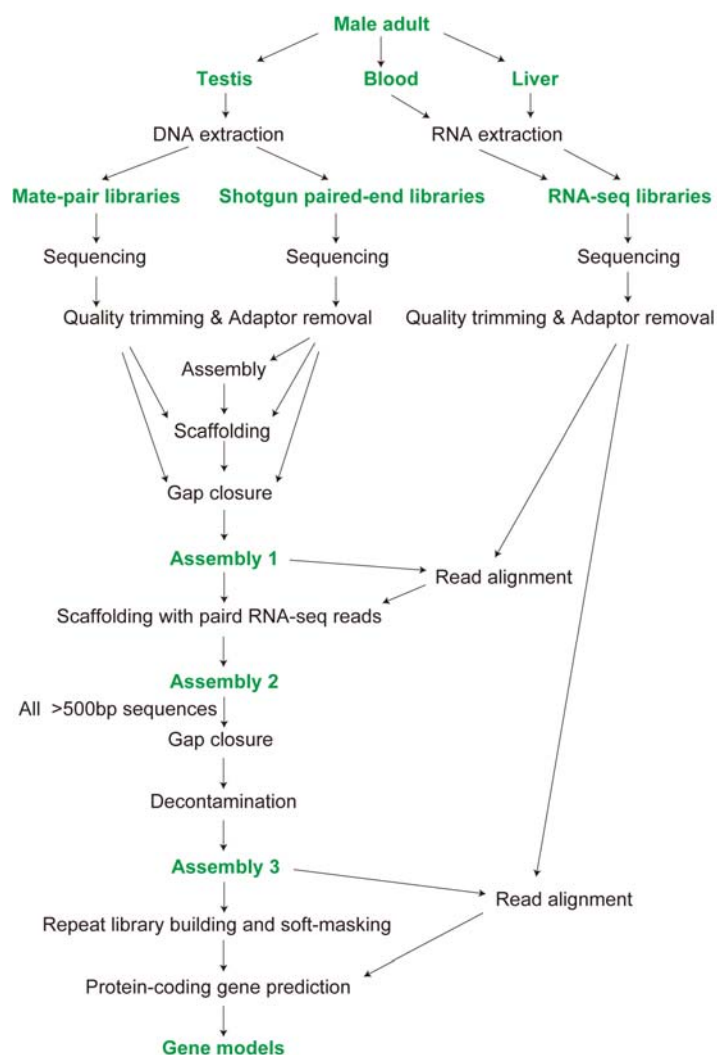 Male adult
Testis
Blood
Liver
DNA extraction
RNA extraction
Mate-pair libraries
Shotgun paired-end libraries
RNA-seq libraries
Sequencing
Sequencing
Sequencing
Quality trimming & Adaptor removal
Quality trimming & Adaptor removal
Assembly
Scaffolding
Gap closure
Assembly 1
Read alignment
Scaffolding with paird RNA-seq reads
Assembly 2
All >500bp sequences
Gap closure
Decontamination
Assembly 3
Read alignment
Repeat library building and soft-masking
Protein-coding gene prediction
Gene models